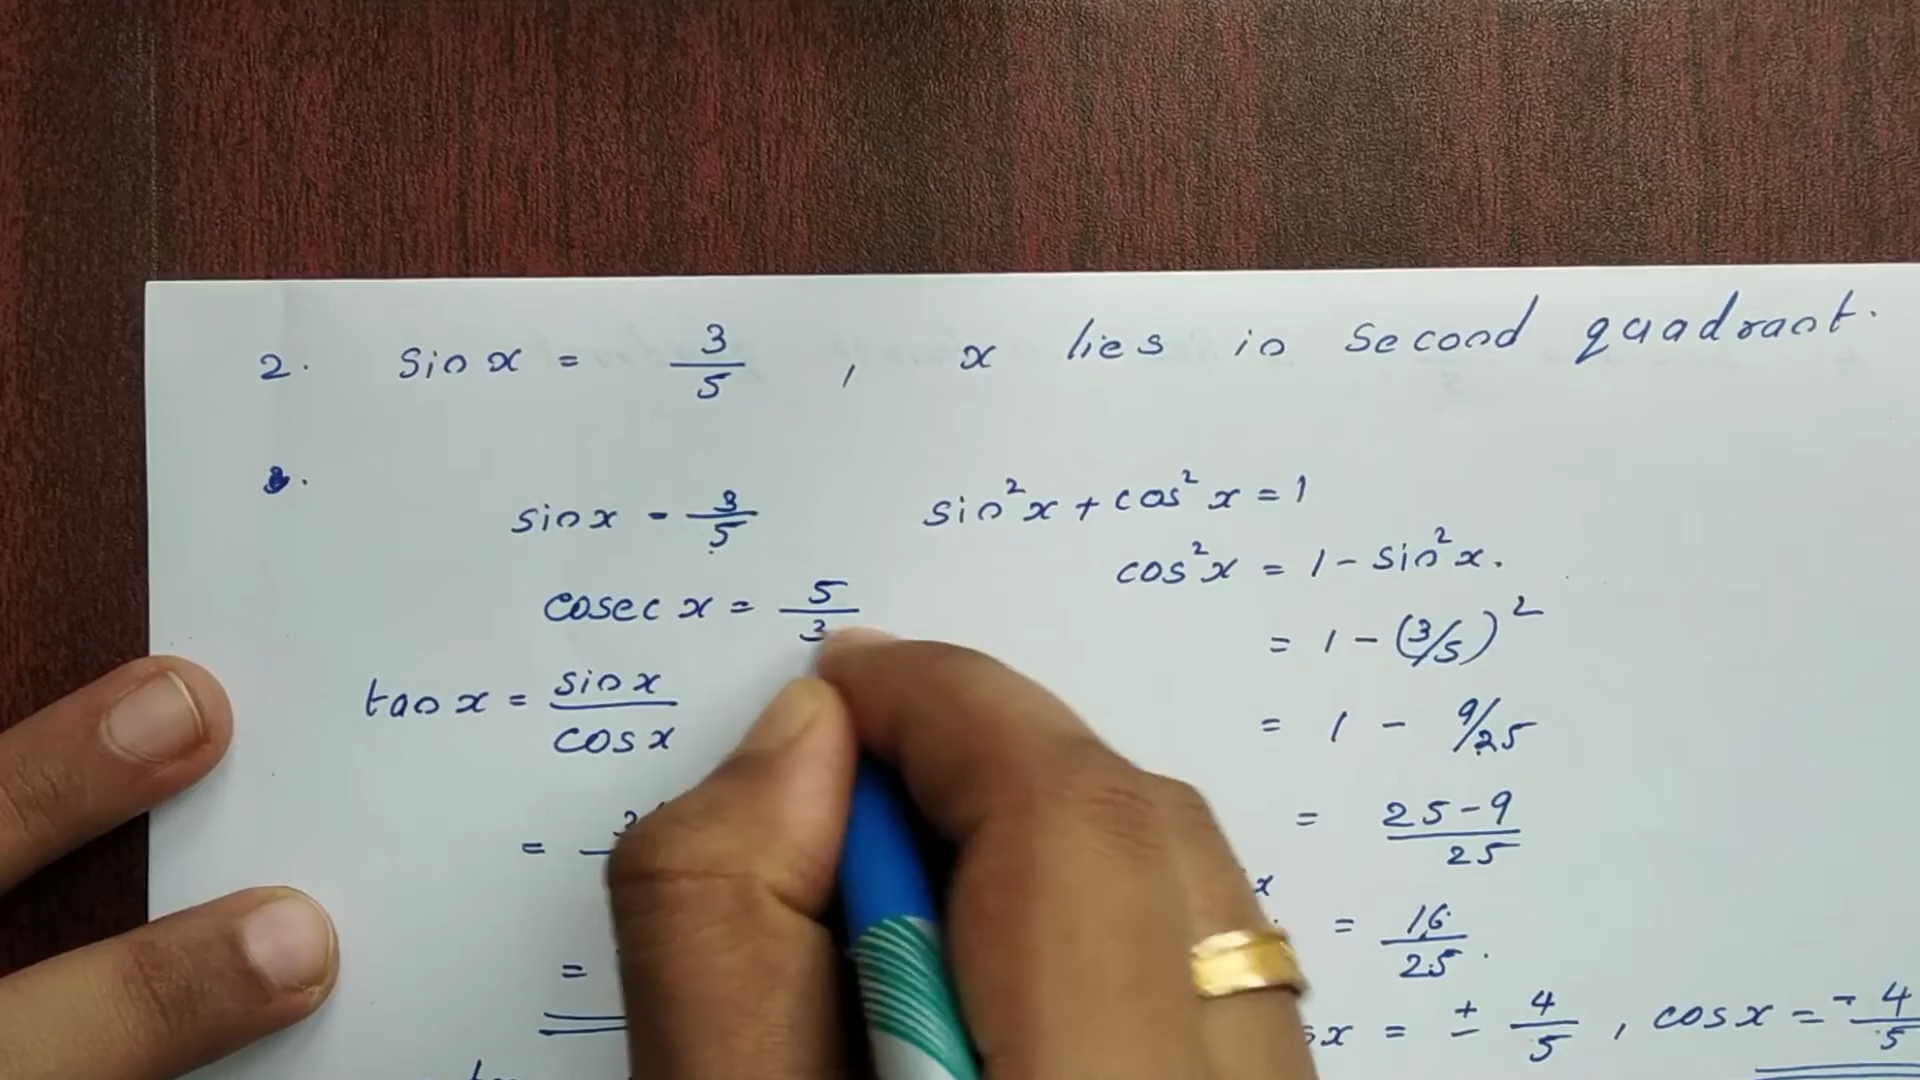 2. sin x = 3/5 , x lies in second quadrant.
sin x = 3/5
cosec x = 5/3
tan x = sin x / cos x
= 3
=
sin²x + cos²x = 1
cos²x = 1 - sin²x.
= 1 - (3/5)²
= 1 - 9/25
= 25-9/25
x
= 16/25.
sx = ± 4/5 , cos x = -4/5